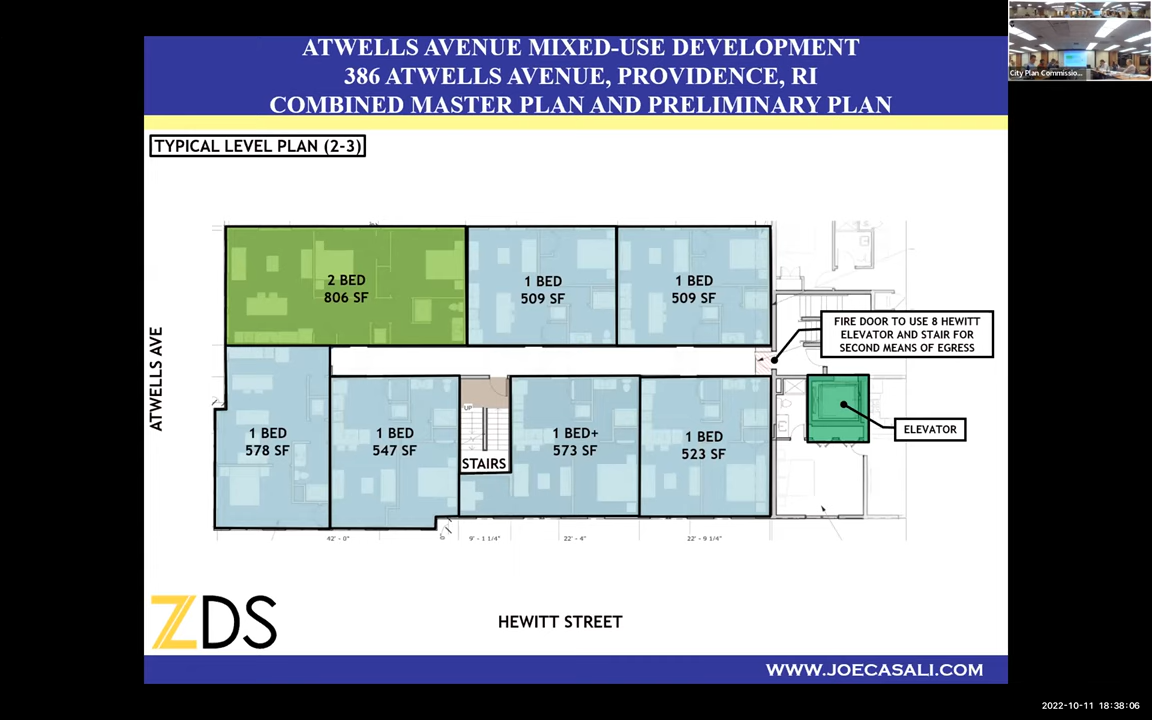 ATWELLS AVENUE MIXED-USE DEVELOPMENT
386 ATWELLS AVENUE, PROVIDENCE, RI
COMBINED MASTER PLAN AND PRELIMINARY PLAN
City Plan Commissio...
TYPICAL LEVEL PLAN (2-3)
2 BED
806 SF
1 BED
509 SF
1 BED
509 SF
FIRE DOOR TO USE 8 HEWITT
ELEVATOR AND STAIR FOR
SECOND MEANS OF EGRESS
ATWELLS AVE
1 BED
578 SF
1 BED
547 SF
UP
STAIRS
1 BED+
573 SF
1 BED
523 SF
ELEVATOR
42' - 0"
9' - 1 1/4"
22' - 4"
22' - 9 1/4"
ZDS
HEWITT STREET
WWW.JOECASALI.COM
2022-10-11 18:38:06